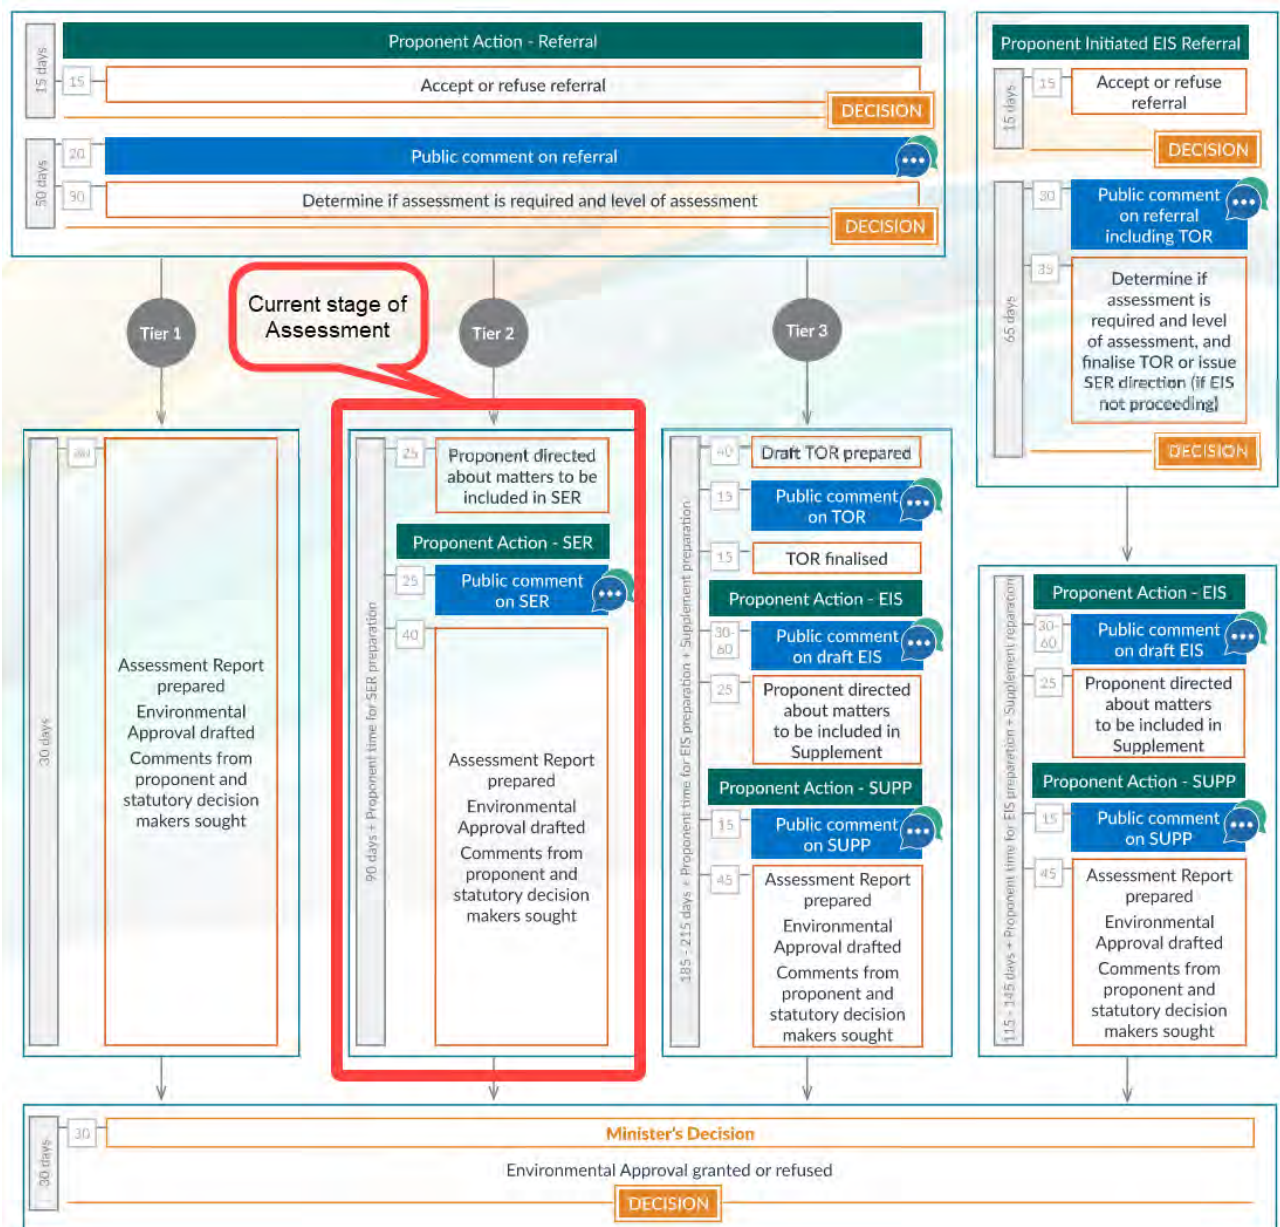 Proponent Action - Referral
15 days
15
Accept or refuse referral
DECISION
50 days
20
Public comment on referral
30
Determine if assessment is required and level of assessment
DECISION
Proponent Initiated EIS Referral
15 days
15
Accept or refuse
referral
DECISION
65 days
30
Public comment
on referral
including TOR
35
Determine if
assessment is
required and level
of assessment, and
finalise TOR or issue
SER direction (if EIS
not proceeding)
DECISION
Current stage of
Assessment
Tier 1
Tier 2
Tier 3
30 days
30
Assessment Report
prepared
Environmental
Approval drafted
Comments from
proponent and
statutory decision
makers sought
90 days + Proponent time for SER preparation
25
Proponent directed
about matters to be
included in SER
Proponent Action - SER
25
Public comment
on SER
40
Assessment Report
prepared
Environmental
Approval drafted
Comments from
proponent and
statutory decision
makers sought
185 - 215 days + Proponent time for EIS preparation + Supplement preparation
40
Draft TOR prepared
15
Public comment
on TOR
15
TOR finalised
Proponent Action - EIS
30-
60
Public comment
on draft EIS
25
Proponent directed
about matters
to be included in
Supplement
Proponent Action - SUPP
15
Public comment
on SUPP
45
Assessment Report
prepared
Environmental
Approval drafted
Comments from
proponent and
statutory decision
makers sought
115 - 145 days + Proponent time for EIS preparation + Supplement reparation
Proponent Action - EIS
30-
60
Public comment
on draft EIS
25
Proponent directed
about matters
to be included in
Supplement
Proponent Action - SUPP
15
Public comment
on SUPP
45
Assessment Report
prepared
Environmental
Approval drafted
Comments from
proponent and
statutory decision
makers sought
30 days
30
Minister's Decision
Environmental Approval granted or refused
DECISION